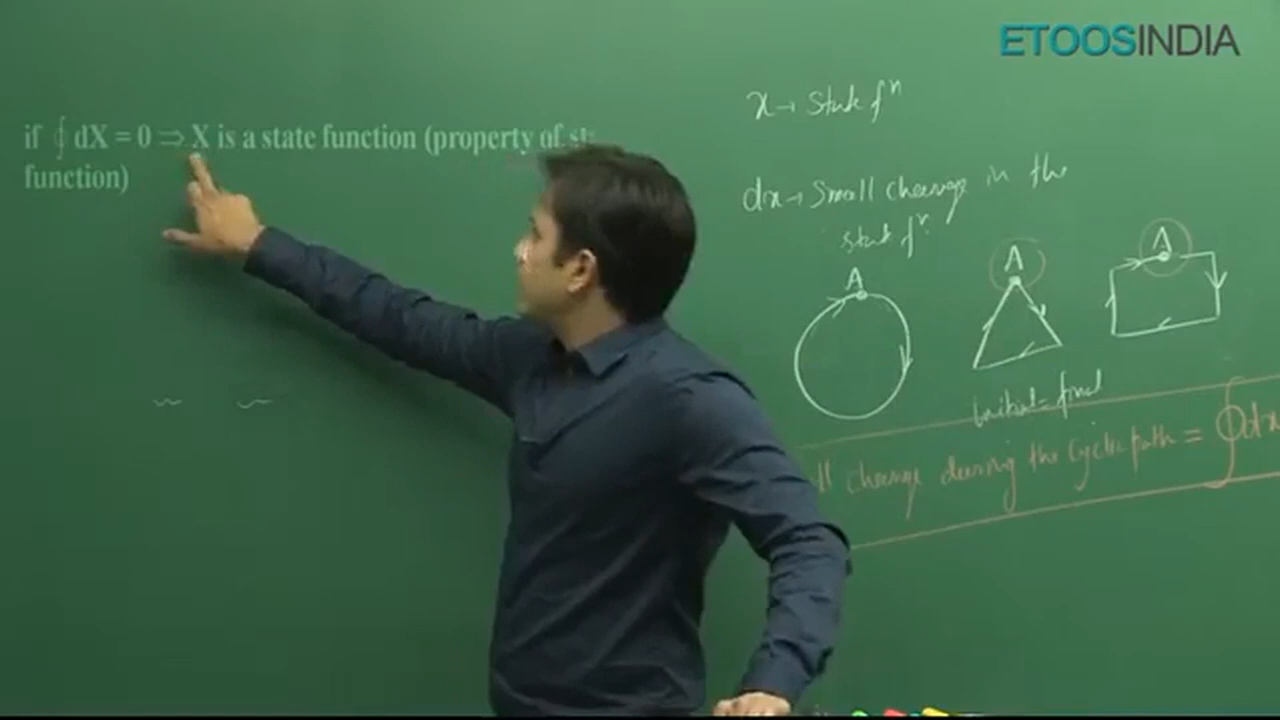 ETOOSINDIA
if ∮ dX = 0 ⇒ X is a state function (property of st
function)
x → State fⁿ
dx → Small change in the
state fⁿ
A
A
A
initial = final
ll change during the Cyclic path = ∮dx